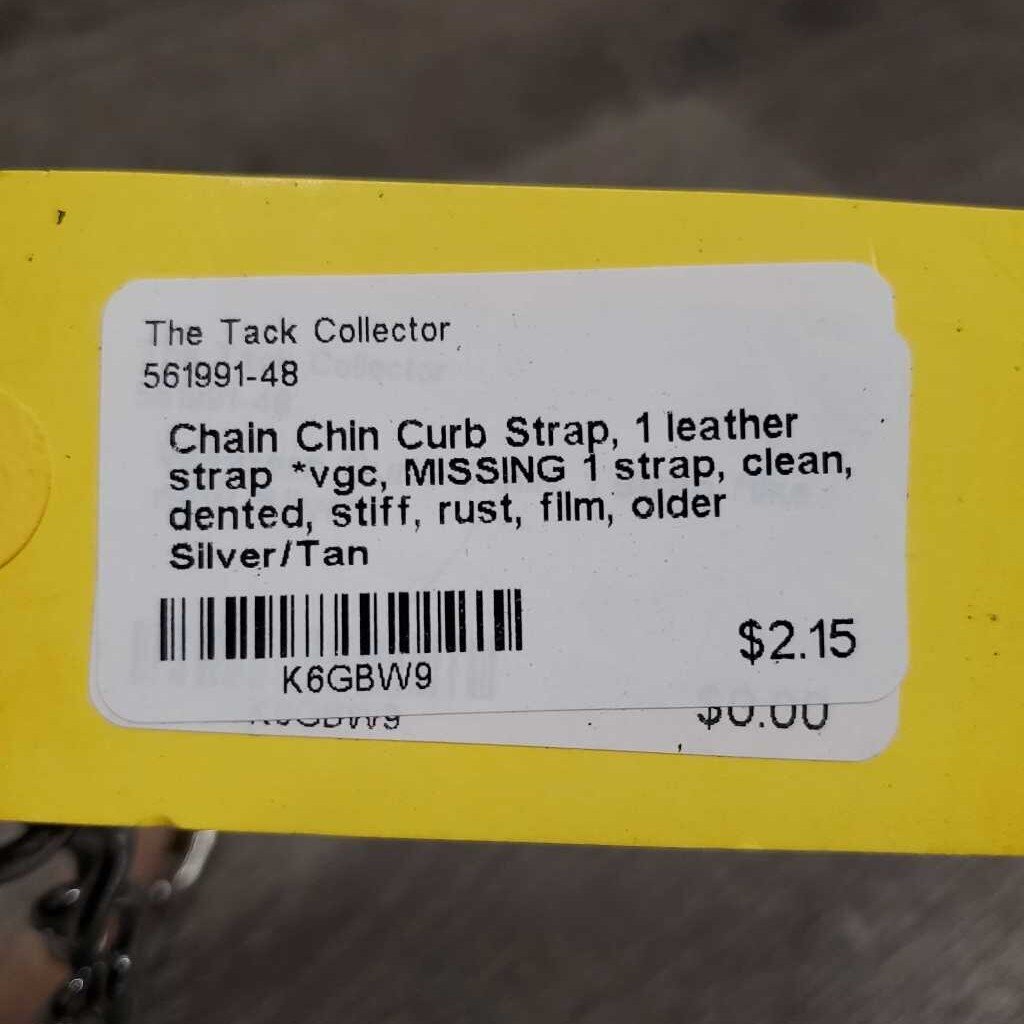 The Tack Collector
561991-48
Chain Chin Curb Strap, 1 leather
strap *vgc, MISSING 1 strap, clean,
dented, stiff, rust, film, older
Silver/Tan
$2.15
K6GBW9
$0.00